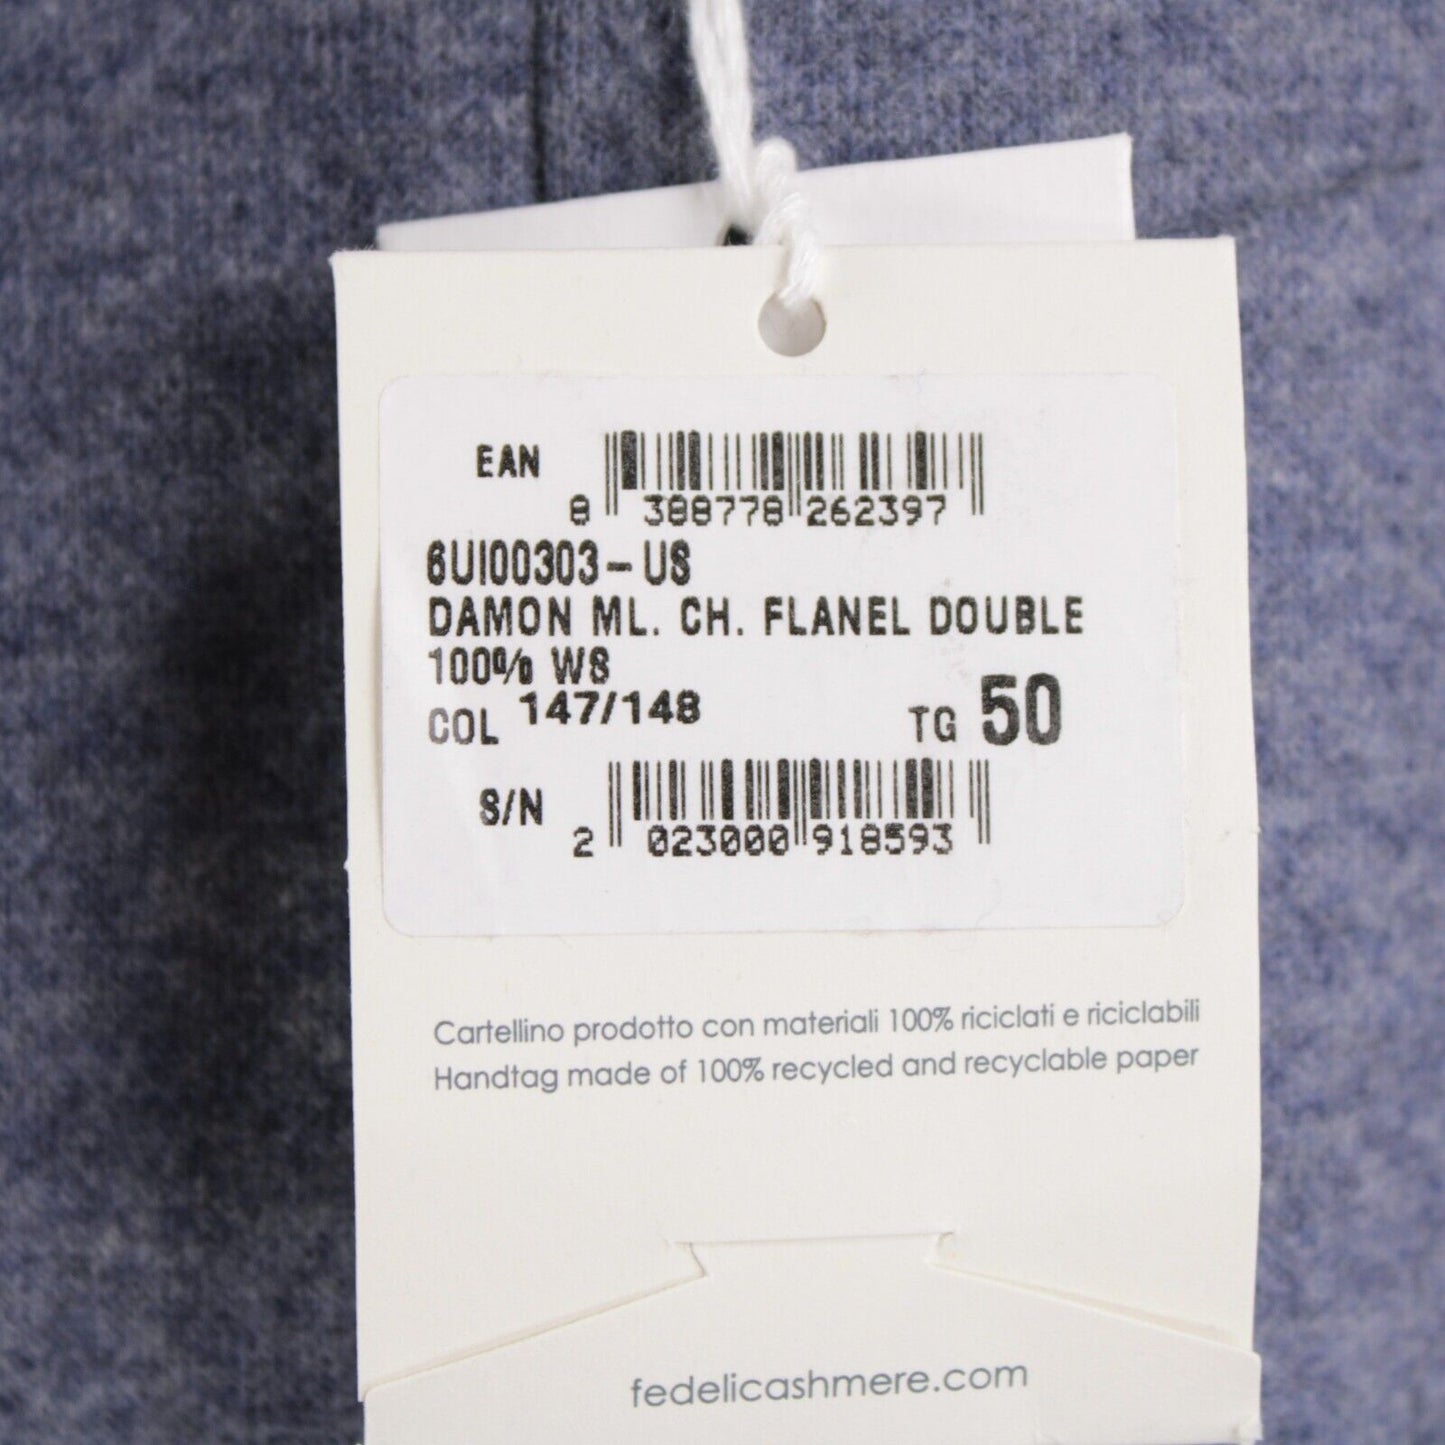 EAN
8 388778 262397
6UI00303-US
DAMON ML. CH. FLANEL DOUBLE
100% WS
COL 147/148 TG 50
S/N
2 023000 918593
Cartellino prodotto con materiali 100% riciclati e riciclabili
Handtag made of 100% recycled and recyclable paper
fedelicashmere.com